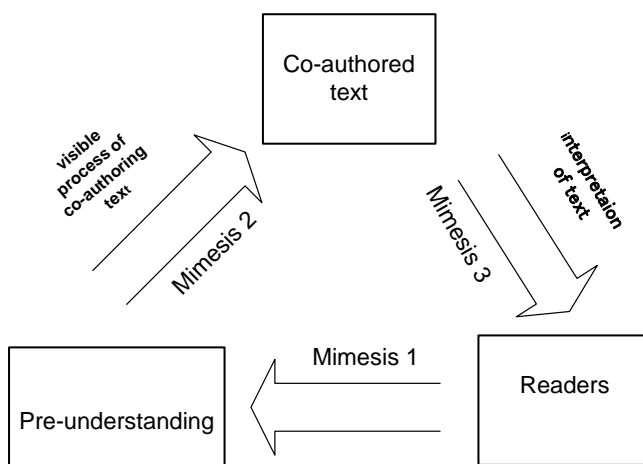 Co-authored
text
visible
process of
co-authoring
text
Mimesis 2
interpretaion
of text
Mimesis 3
Mimesis 1
Pre-understanding
Readers